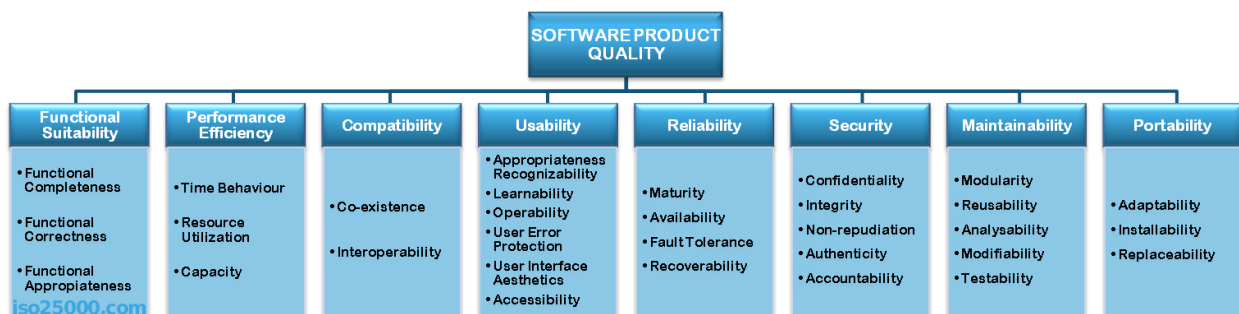 SOFTWARE PRODUCT
QUALITY
Functional
Suitability
• Functional
Completeness
• Functional
Correctness
• Functional
Appropiateness
Performance
Efficiency
• Time Behaviour
• Resource
Utilization
• Capacity
Compatibility
• Co-existence
• Interoperability
Usability
• Appropriateness
Recognizability
• Learnability
• Operability
• User Error
Protection
• User Interface
Aesthetics
• Accessibility
Reliability
• Maturity
• Availability
• Fault Tolerance
• Recoverability
Security
• Confidentiality
• Integrity
• Non-repudiation
• Authenticity
• Accountability
Maintainability
• Modularity
• Reusability
• Analysability
• Modifiability
• Testability
Portability
• Adaptability
• Installability
• Replaceability
iso25000.com